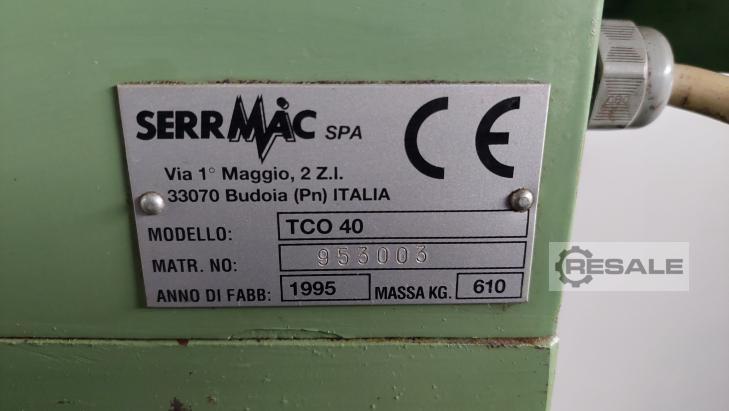 SERRMAC SPA
CE
Via 1° Maggio, 2 Z.I.
33070 Budoia (Pn) ITALIA
MODELLO: TCO 40
MATR. NO: 953003
ANNO DI FABB: 1995 MASSA KG. 610
RESALE